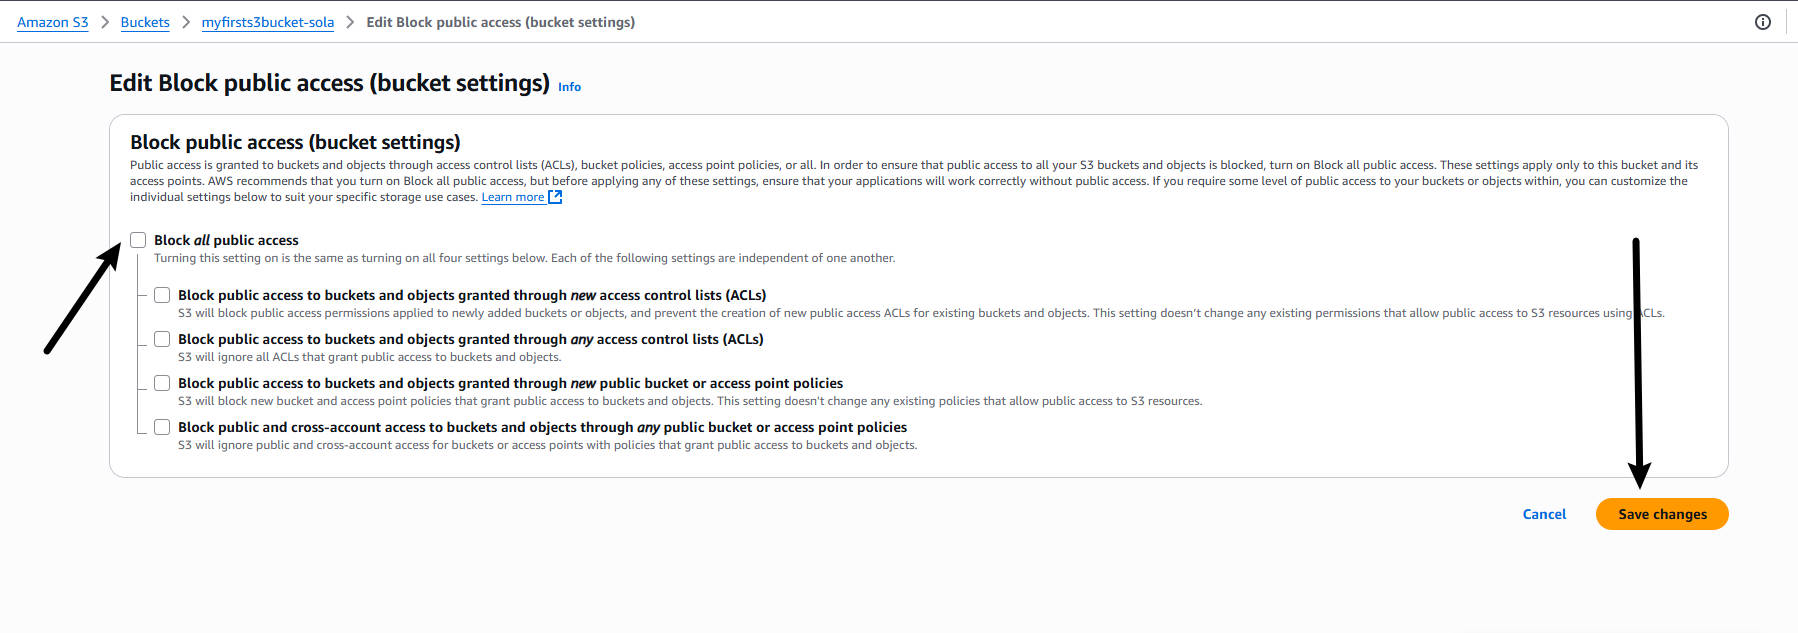 Amazon S3 > Buckets > myfirsts3bucket-sola > Edit Block public access (bucket settings)
Edit Block public access (bucket settings) Info
Block public access (bucket settings)
Public access is granted to buckets and objects through access control lists (ACLs), bucket policies, access point policies, or all. In order to ensure that public access to all your S3 buckets and objects is blocked, turn on Block all public access. These settings apply only to this bucket and its
access points. AWS recommends that you turn on Block all public access, but before applying any of these settings, ensure that your applications will work correctly without public access. If you require some level of public access to your buckets or objects within, you can customize the
individual settings below to suit your specific storage use cases. Learn more
Block all public access
Turning this setting on is the same as turning on all four settings below. Each of the following settings are independent of one another.
Block public access to buckets and objects granted through new access control lists (ACLs)
S3 will block public access permissions applied to newly added buckets or objects, and prevent the creation of new public access ACLs for existing buckets and objects. This setting doesn't change any existing permissions that allow public access to S3 resources using ACLs.
Block public access to buckets and objects granted through any access control lists (ACLs)
S3 will ignore all ACLs that grant public access to buckets and objects.
Block public access to buckets and objects granted through new public bucket or access point policies
S3 will block new bucket and access point policies that grant public access to buckets and objects. This setting doesn't change any existing policies that allow public access to S3 resources.
Block public and cross-account access to buckets and objects through any public bucket or access point policies
S3 will ignore public and cross-account access for buckets or access points with policies that grant public access to buckets and objects.
Cancel Save changes